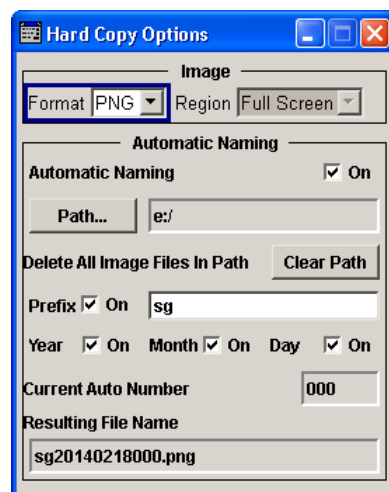 Hard Copy Options
Image
Format PNG Region Full Screen
Automatic Naming
Automatic Naming On
Path... e:/
Delete All Image Files In Path Clear Path
Prefix On sg
Year On Month On Day On
Current Auto Number 000
Resulting File Name
sg20140218000.png